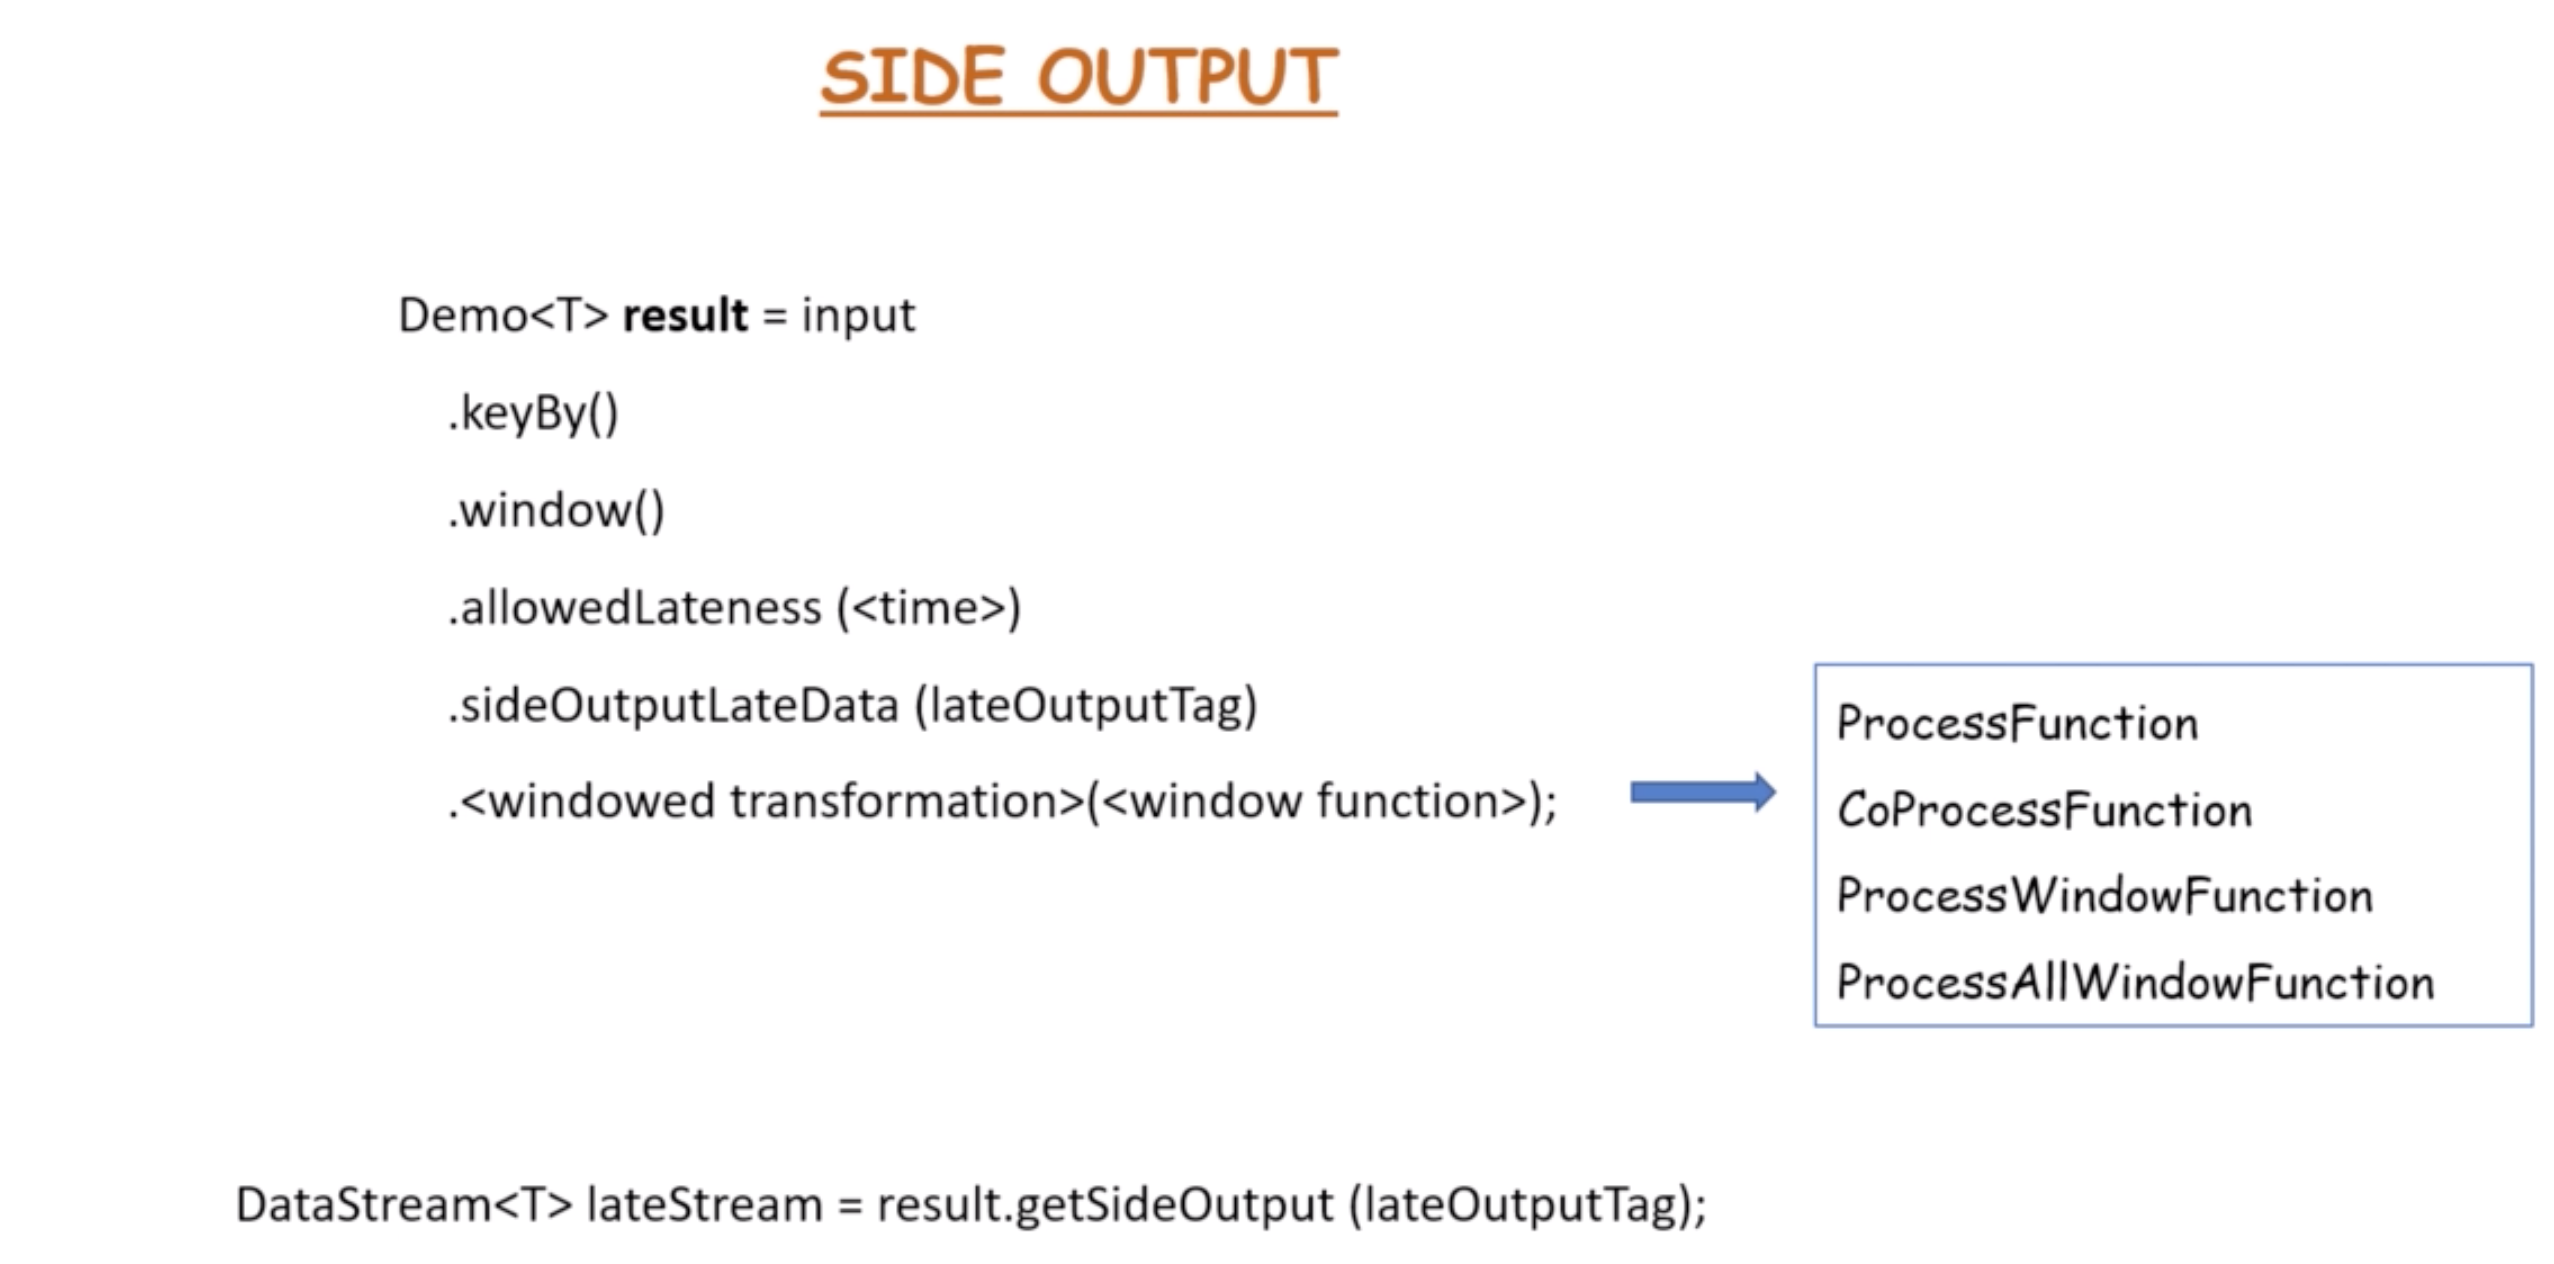 SIDE OUTPUT
Demo<T> result = input
.keyBy()
.window()
.allowedLateness (<time>)
.sideOutputLateData (lateOutputTag)
.<windowed transformation>(<window function>);
ProcessFunction
CoProcessFunction
ProcessWindowFunction
ProcessAllWindowFunction
DataStream<T> lateStream = result.getSideOutput (lateOutputTag);